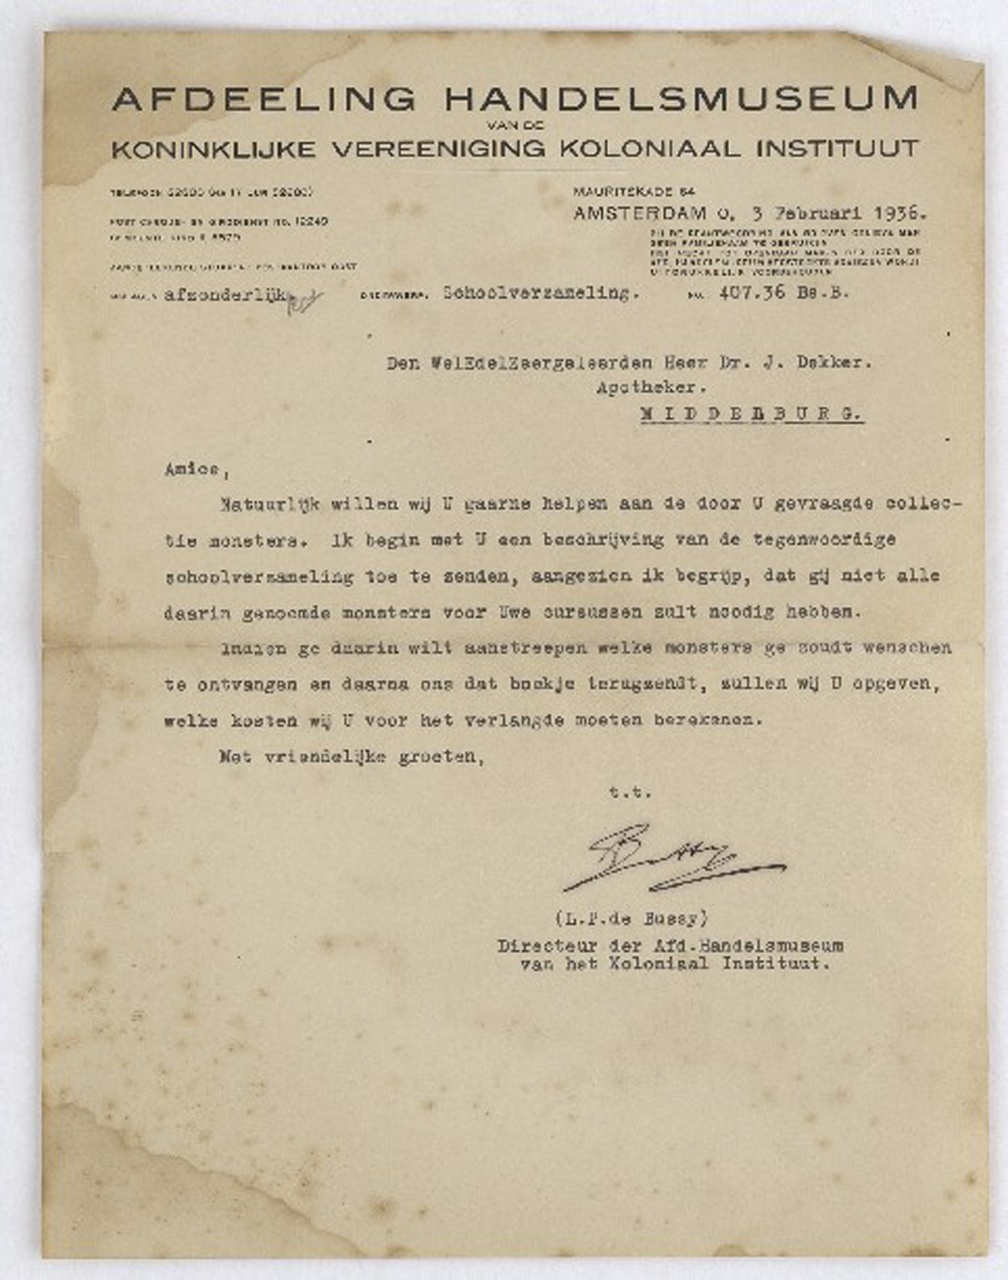 AFDEELING HANDELSMUSEUM
VAN DE
KONINKLIJKE VEREENIGING KOLONIAAL INSTITUUT
MAURITSKADE 64
AMSTERDAM O, 3 Februari 1936.
afzonderlijk
ONDERWERP: Schoolverzameling.
No. 407.36 Bs.B.
Den WelEdelZeergeleerden Heer Dr. J. Dekker.
Apotheker.
MIDDELBURG.
Amice,
Natuurlijk willen wij U gaarne helpen aan de door U gevraagde collec-
tie monsters. Ik begin met U een beschrijving van de tegenwoordige
schoolverzameling toe te zenden, aangezien ik begrijp, dat gij niet alle
daarin genoemde monsters voor Uwe cursussen zult noodig hebben.
Indien ge daarin wilt aanstreepen welke monsters ge zoudt wenschen
te ontvangen en daarna ons dat boekje terugzendt, zullen wij U opgeven,
welke kosten wij U voor het verlangde moeten berekenen.
Met vriendelijke groeten,
t.t.
(L.P.de Bussy)
Directeur der Afd.Handelsmuseum
van het Koloniaal Instituut.